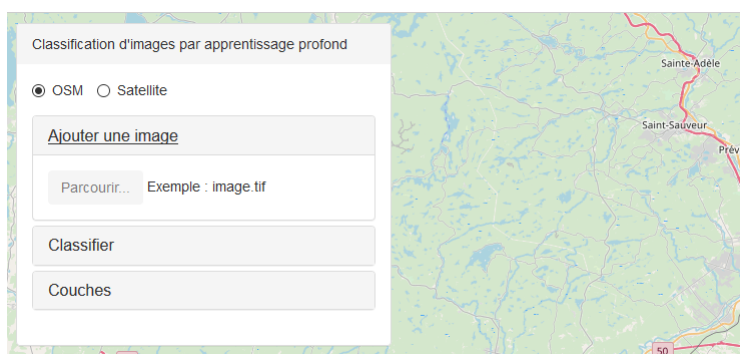 Classification d'images par apprentissage profond
OSM Satellite
Ajouter une image
Parcourir... Exemple : image.tif
Classifier
Couches
Sainte-Adèle
Saint-Sauveur
Prév
50